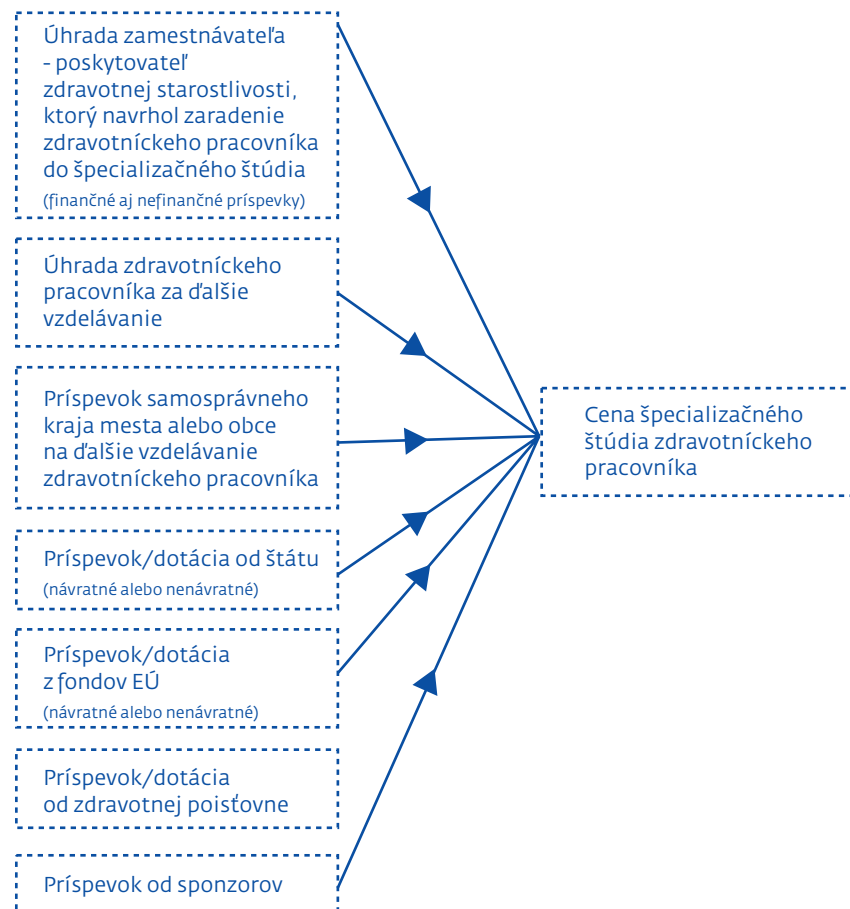 Úhrada zamestnávateľa
- poskytovateľ
zdravotnej starostlivosti,
ktorý navrhol zaradenie
zdravotníckeho pracovníka
do špecializačného štúdia
(finančné aj nefinančné príspevky)
Úhrada zdravotníckeho
pracovníka za ďalšie
vzdelávanie
Príspevok samosprávneho
kraja mesta alebo obce
na ďalšie vzdelávanie
zdravotníckeho pracovníka
Príspevok/dotácia od štátu
(návratné alebo nenávratné)
Príspevok/dotácia
z fondov EÚ
(návratné alebo nenávratné)
Príspevok/dotácia
od zdravotnej poisťovne
Príspevok od sponzorov
Cena špecializačného
štúdia zdravotníckeho
pracovníka